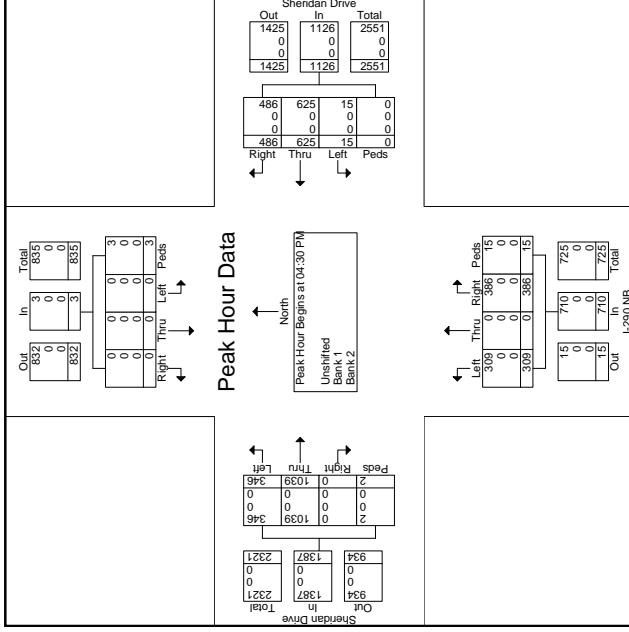 Sheridan Drive
Out In Total
1425 1126 2551
0 0 0
0 0 0
1425 1126 2551
486 625 15 0
0 0 0 0
0 0 0 0
486 625 15 0
Right Thru Left Peds
Total
835
0
0
835
In
3
0
0
3
Out
832
0
0
832
3 0 0 3
Peds
0 0 0 0
Left
0 0 0 0
Thru
0 0 0 0
Right
Peak Hour Data
North
Peak Hour Begins at 04:30 PM
Unshifted
Bank 1
Bank 2
Peds
15 0 0 15
Right
386 0 0 386
Thru
0 0 0 0
Left
309 0 0 309
725 0 0 725
Total
710 0 0 710
In
15 0 0 15
Out
I-290 NB
Left Thru Right Peds
346 1039 0 2
0 0 0 0
0 0 0 0
346 1039 0 2
2321 1387 934
0 0 0
0 0 0
2321 1387 934
Total In Out
Sheridan Drive